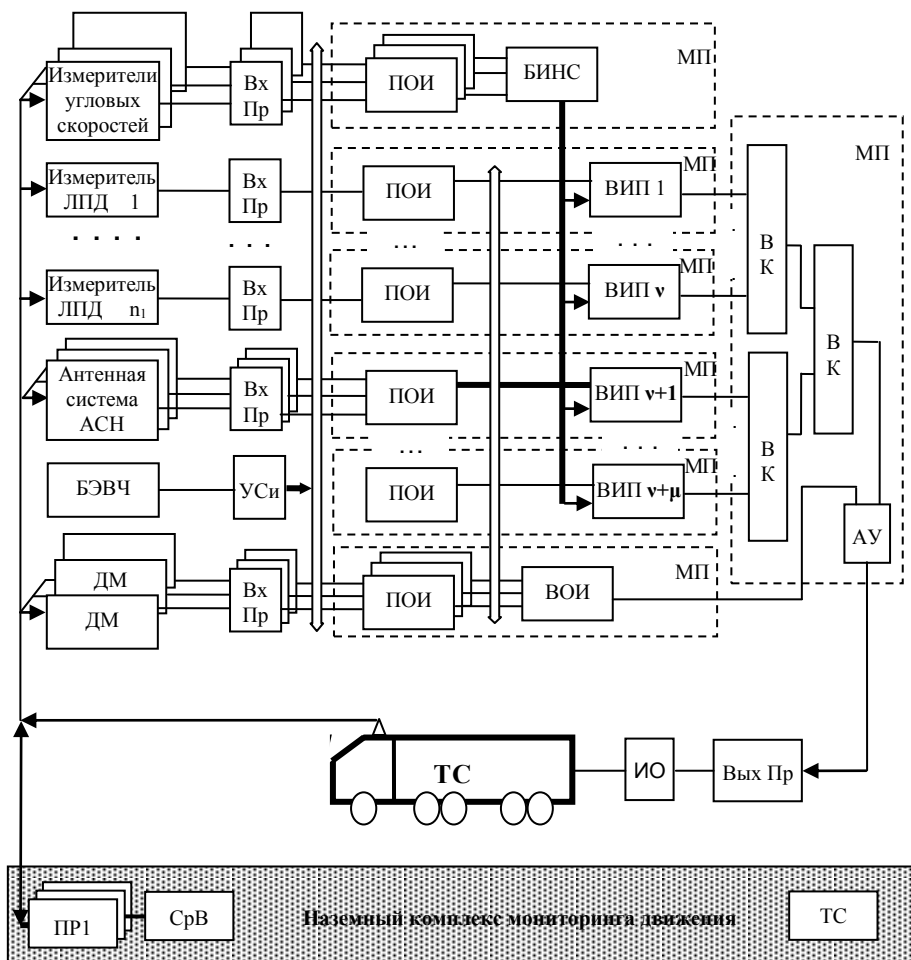 МП
Измерители
угловых
скоростей
Вх
Пр
ПОИ
БИНС
МП
Измеритель
ЛПД 1
Вх
Пр
ПОИ
МП
ВИП 1
. . . .
. . .
...
. . .
Измеритель
ЛПД n1
Вх
Пр
ПОИ
МП
ВИП ν
В
К
В
К
Антенная
система
АСН
Вх
Пр
ПОИ
МП
ВИП ν+1
...
. . .
В
К
БЭВЧ
УСи
ПОИ
МП
ВИП ν+μ
АУ
ДМ
ДМ
Вх
Пр
ПОИ
ВОИ
МП
ТС
ИО
Вых Пр
ПР1
СрВ
Наземный комплекс мониторинга движения
ТС